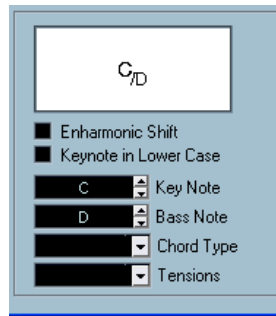 C/D
Enharmonic Shift
Keynote in Lower Case
C Key Note
D Bass Note
Chord Type
Tensions